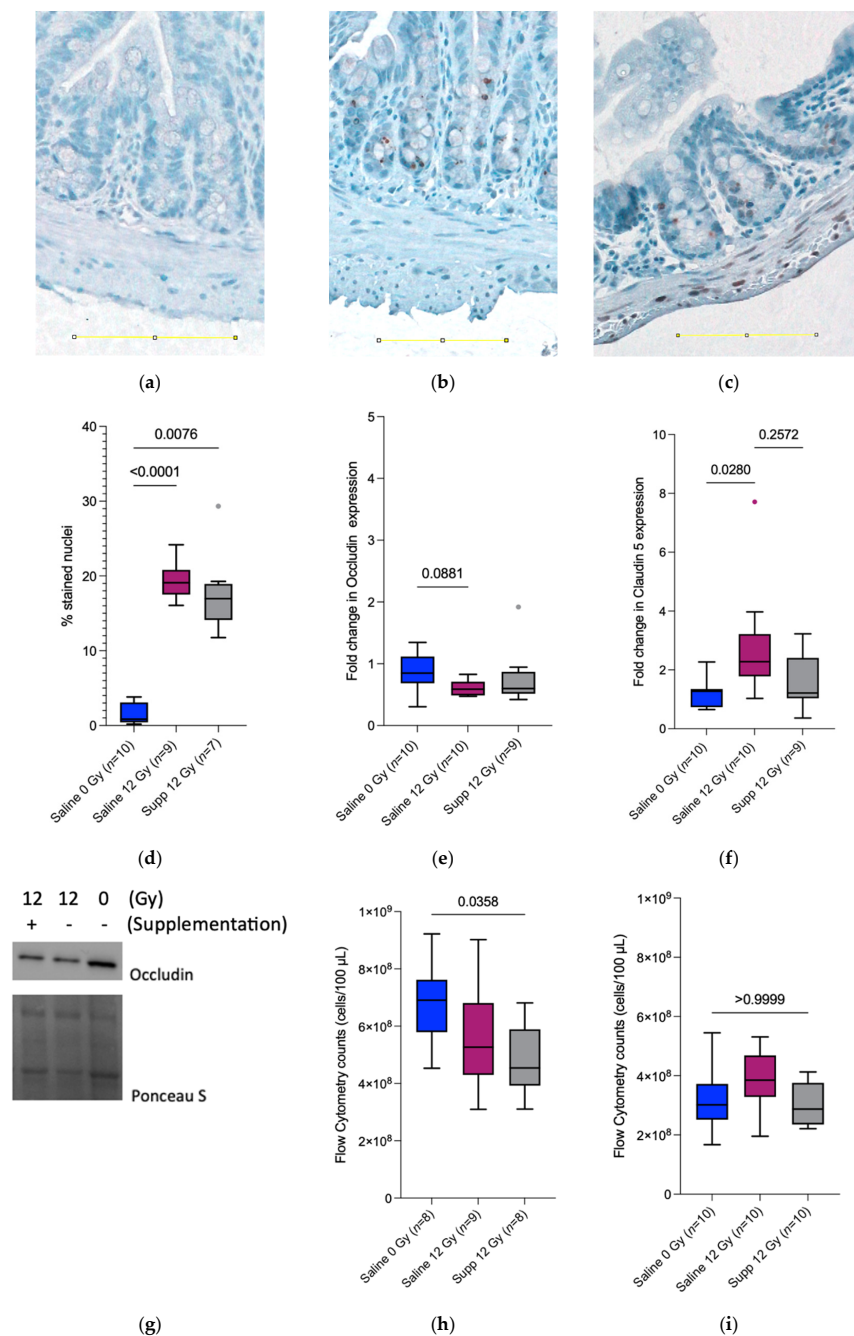 (a)
(b)
(c)
40
30
20
10
0
% stained nuclei
0.0076
<0.0001
Saline 0 Gy (n=10)
Saline 12 Gy (n=9)
Supp 12 Gy (n=7)
(d)
5
4
3
2
1
0
Fold change in Occludin expression
0.0881
Saline 0 Gy (n=10)
Saline 12 Gy (n=10)
Supp 12 Gy (n=9)
(e)
10
8
6
4
2
0
Fold change in Claudin 5 expression
0.2572
0.0280
Saline 0 Gy (n=10)
Saline 12 Gy (n=10)
Supp 12 Gy (n=9)
(f)
12 12 0 (Gy)
+ - - (Supplementation)
Occludin
Ponceau S
(g)
1×10⁹
8×10⁸
6×10⁸
4×10⁸
2×10⁸
0
Flow Cytometry counts (cells/100 µL)
0.0358
Saline 0 Gy (n=8)
Saline 12 Gy (n=9)
Supp 12 Gy (n=8)
(h)
1×10⁹
8×10⁸
6×10⁸
4×10⁸
2×10⁸
0
Flow Cytometry counts (cells/100 µL)
>0.9999
Saline 0 Gy (n=10)
Saline 12 Gy (n=10)
Supp 12 Gy (n=10)
(i)